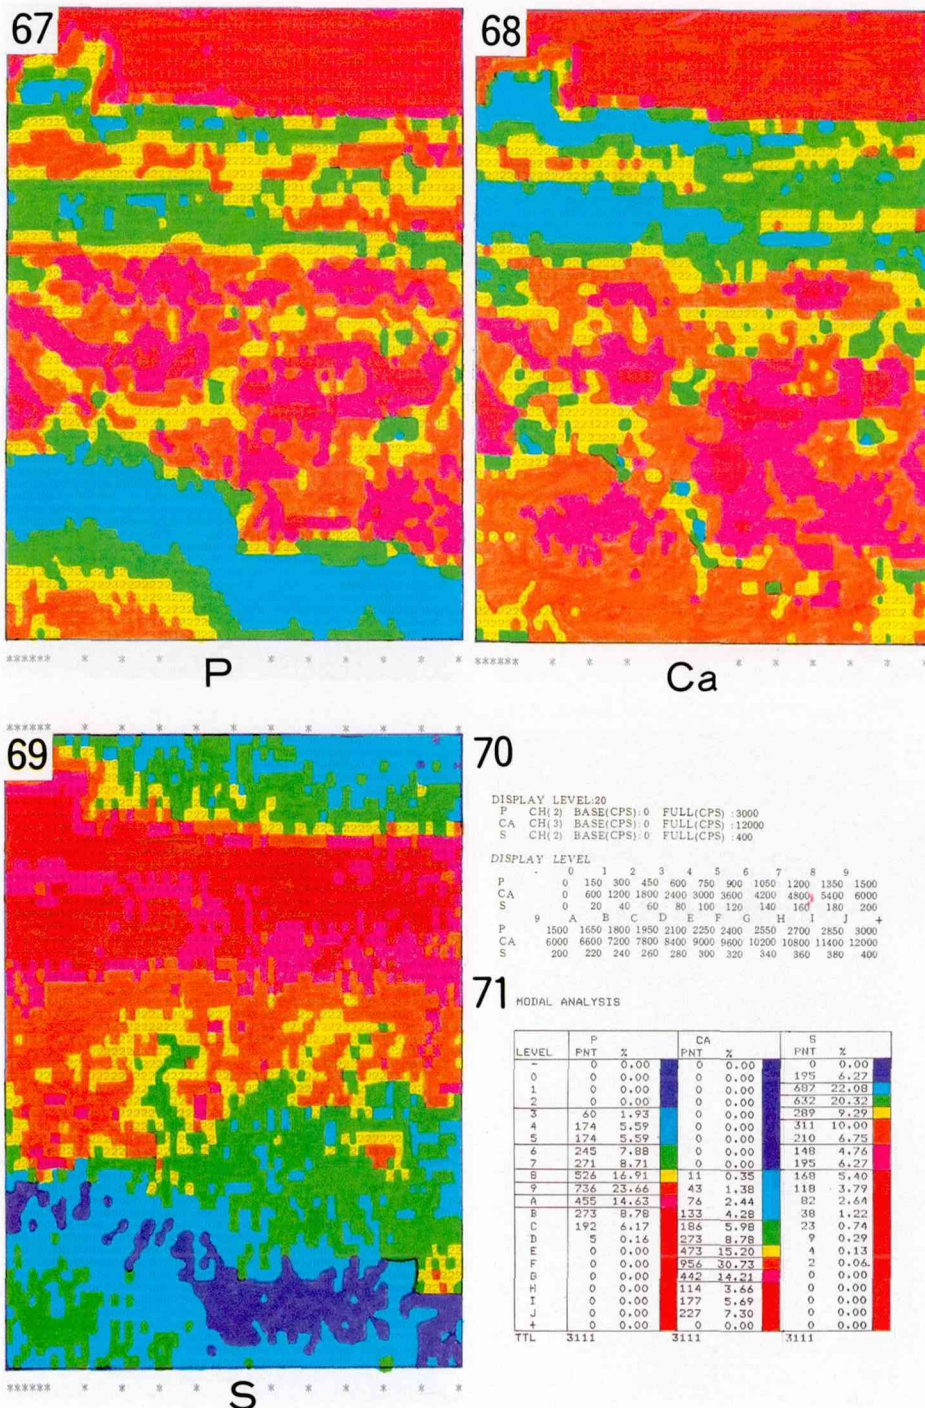 67
68
****** * * * * * * * *
P
****** * * * * * * * *
Ca
****** * * * * * * * *
69
****** * * * * * * * *
S
70
DISPLAY LEVEL:20
P CH(2) BASE(CPS):0 FULL(CPS) :3000
CA CH(3) BASE(CPS):0 FULL(CPS) :12000
S CH(2) BASE(CPS):0 FULL(CPS) :400
DISPLAY LEVEL
- 0 1 2 3 4 5 6 7 8 9
P 0 150 300 450 600 750 900 1050 1200 1350 1500
CA 0 600 1200 1800 2400 3000 3600 4200 4800 5400 6000
S 0 20 40 60 80 100 120 140 160 180 200
9 A B C D E F G H I J +
P 1500 1650 1800 1950 2100 2250 2400 2550 2700 2850 3000
CA 6000 6600 7200 7800 8400 9000 9600 10200 10800 11400 12000
S 200 220 240 260 280 300 320 340 360 380 400
71 MODAL ANALYSIS
P CA S
LEVEL PNT % PNT % PNT %
- 0 0.00 0 0.00 0 0.00
0 0 0.00 0 0.00 195 6.27
1 0 0.00 0 0.00 687 22.08
2 0 0.00 0 0.00 632 20.32
3 60 1.93 0 0.00 289 9.29
4 174 5.59 0 0.00 311 10.00
5 174 5.59 0 0.00 210 6.75
6 245 7.88 0 0.00 148 4.76
7 271 8.71 0 0.00 195 6.27
8 526 16.91 11 0.35 168 5.40
9 736 23.66 43 1.38 118 3.79
A 455 14.63 76 2.44 82 2.64
B 273 8.78 133 4.28 38 1.22
C 192 6.17 186 5.98 23 0.74
D 5 0.16 273 8.78 9 0.29
E 0 0.00 473 15.20 4 0.13
F 0 0.00 956 30.73 2 0.06
G 0 0.00 442 14.21 0 0.00
H 0 0.00 114 3.66 0 0.00
I 0 0.00 177 5.69 0 0.00
J 0 0.00 227 7.30 0 0.00
+ 0 0.00 0 0.00 0 0.00
TTL 3111 3111 3111